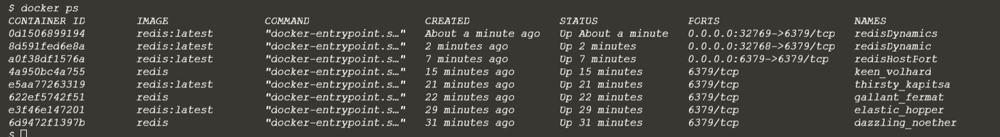 $ docker ps
CONTAINER ID IMAGE COMMAND CREATED STATUS PORTS NAMES
0d1506899194 redis:latest "docker-entrypoint.s…" About a minute ago Up About a minute 0.0.0.0:32769->6379/tcp redisDynamics
8d591fed6e8a redis:latest "docker-entrypoint.s…" 2 minutes ago Up 2 minutes 0.0.0.0:32768->6379/tcp redisDynamic
a0f38df1576a redis:latest "docker-entrypoint.s…" 7 minutes ago Up 7 minutes 0.0.0.0:6379->6379/tcp redisHostPort
4a950bc4a755 redis "docker-entrypoint.s…" 15 minutes ago Up 15 minutes 6379/tcp keen_volhard
e5aa77263319 redis:latest "docker-entrypoint.s…" 21 minutes ago Up 21 minutes 6379/tcp thirsty_kapitsa
622ef5742f51 redis "docker-entrypoint.s…" 22 minutes ago Up 22 minutes 6379/tcp gallant_fermat
e3f46e147201 redis:latest "docker-entrypoint.s…" 29 minutes ago Up 29 minutes 6379/tcp elastic_hopper
6d9472f1397b redis "docker-entrypoint.s…" 31 minutes ago Up 31 minutes 6379/tcp dazzling_noether
$